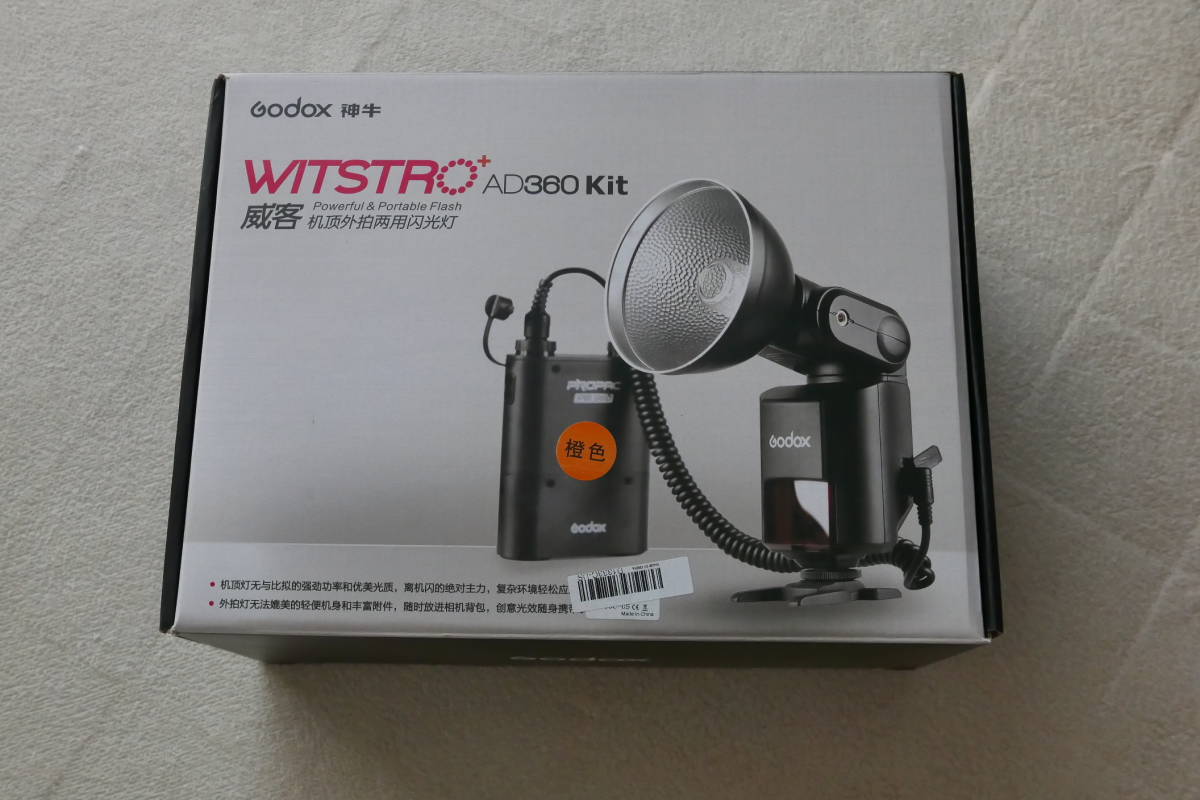 Godox 神牛
WITSTRO+ AD360 Kit
威客 Powerful & Portable Flash
机顶外拍两用闪光灯
PROPAC
橙色
Godox
Godox
• 机顶灯无与比拟的强劲功率和优美光质，离机闪的绝对主力，复杂环境轻松应
• 外拍灯无法媲美的轻便机身和丰富附件，随时放进相机背包，创意光效随身携
Made in China
Godox